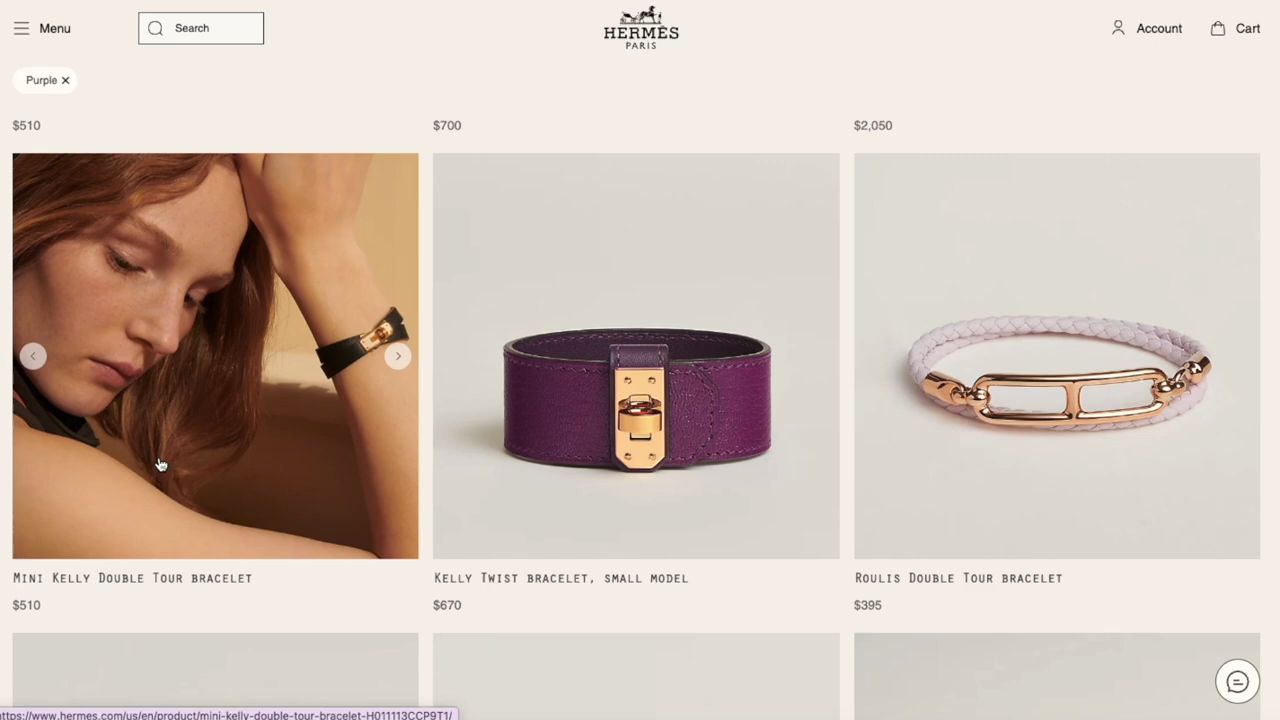 Menu
Search
HERMÈS
PARIS
Account
Cart
Purple
$510
$700
$2,050
MINI KELLY DOUBLE TOUR BRACELET
KELLY TWIST BRACELET, SMALL MODEL
ROULIS DOUBLE TOUR BRACELET
$510
$670
$395
https://www.hermes.com/us/en/product/mini-kelly-double-tour-bracelet-H011113CCP9T1/